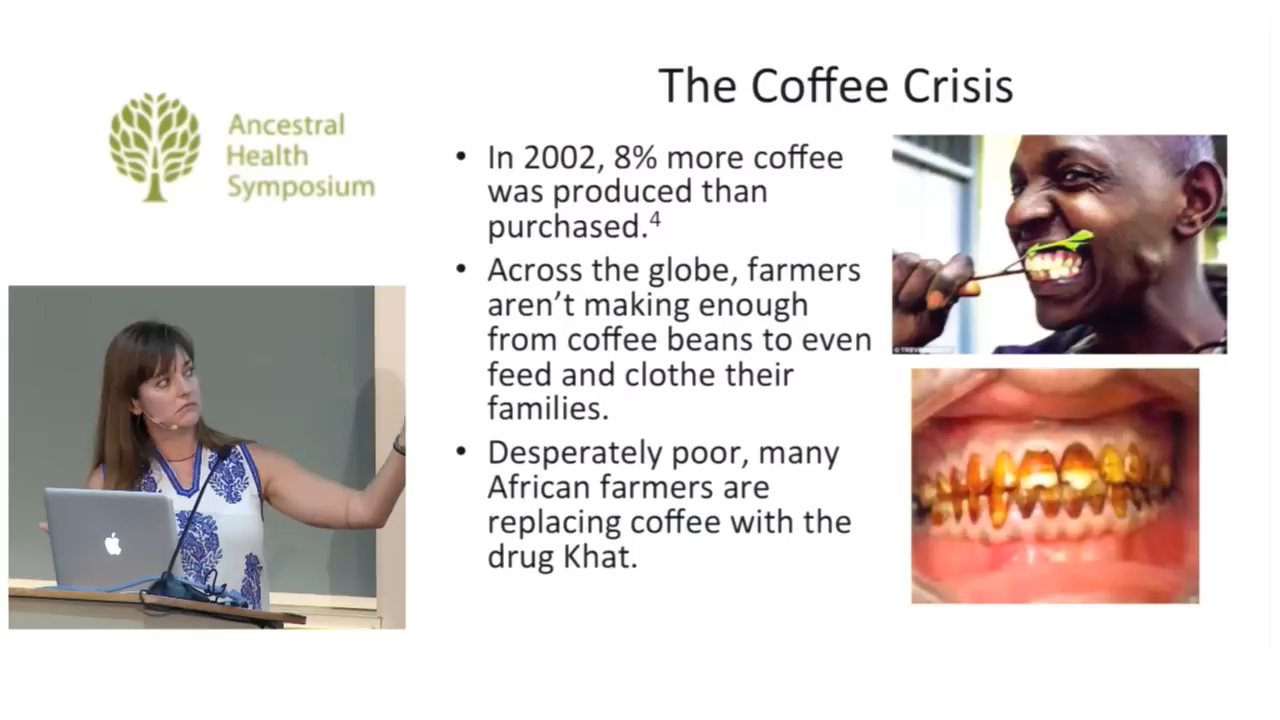 The Coffee Crisis
Ancestral
Health
Symposium
• In 2002, 8% more coffee
was produced than
purchased.⁴
• Across the globe, farmers
aren’t making enough
from coffee beans to even
feed and clothe their
families.
• Desperately poor, many
African farmers are
replacing coffee with the
drug Khat.